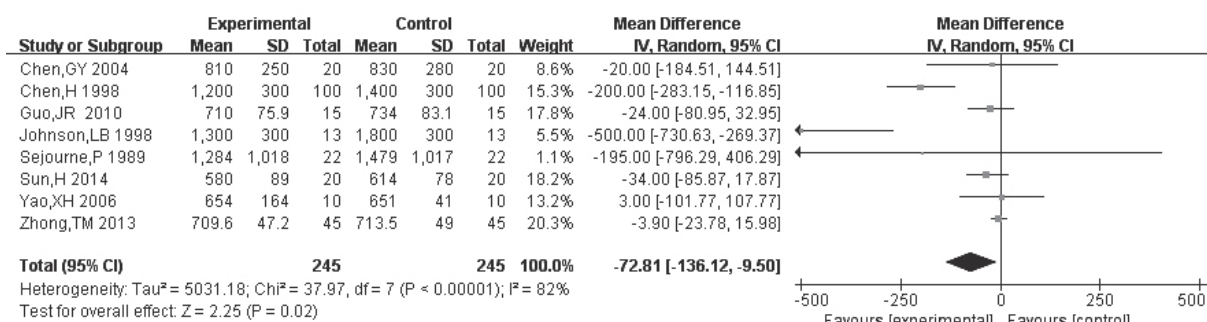 Experimental Control Mean Difference Mean Difference
Study or Subgroup Mean SD Total Mean SD Total Weight IV, Random, 95% CI IV, Random, 95% CI
Chen,GY 2004 810 250 20 830 280 20 8.6% -20.00 [-184.51, 144.51]
Chen,H 1998 1,200 300 100 1,400 300 100 15.3% -200.00 [-283.15, -116.85]
Guo,JR 2010 710 75.9 15 734 83.1 15 17.8% -24.00 [-80.95, 32.95]
Johnson,LB 1998 1,300 300 13 1,800 300 13 5.5% -500.00 [-730.63, -269.37]
Sejourne,P 1989 1,284 1,018 22 1,479 1,017 22 1.1% -195.00 [-796.29, 406.29]
Sun,H 2014 580 89 20 614 78 20 18.2% -34.00 [-85.87, 17.87]
Yao,XH 2006 654 164 10 651 41 10 13.2% 3.00 [-101.77, 107.77]
Zhong,TM 2013 709.6 47.2 45 713.5 49 45 20.3% -3.90 [-23.78, 15.98]
Total (95% CI) 245 245 100.0% -72.81 [-136.12, -9.50]
Heterogeneity: Tau² = 5031.18; Chi² = 37.97, df = 7 (P < 0.00001); I² = 82%
Test for overall effect: Z = 2.25 (P = 0.02)
-500 -250 0 250 500
Favours [experimental] Favours [control]